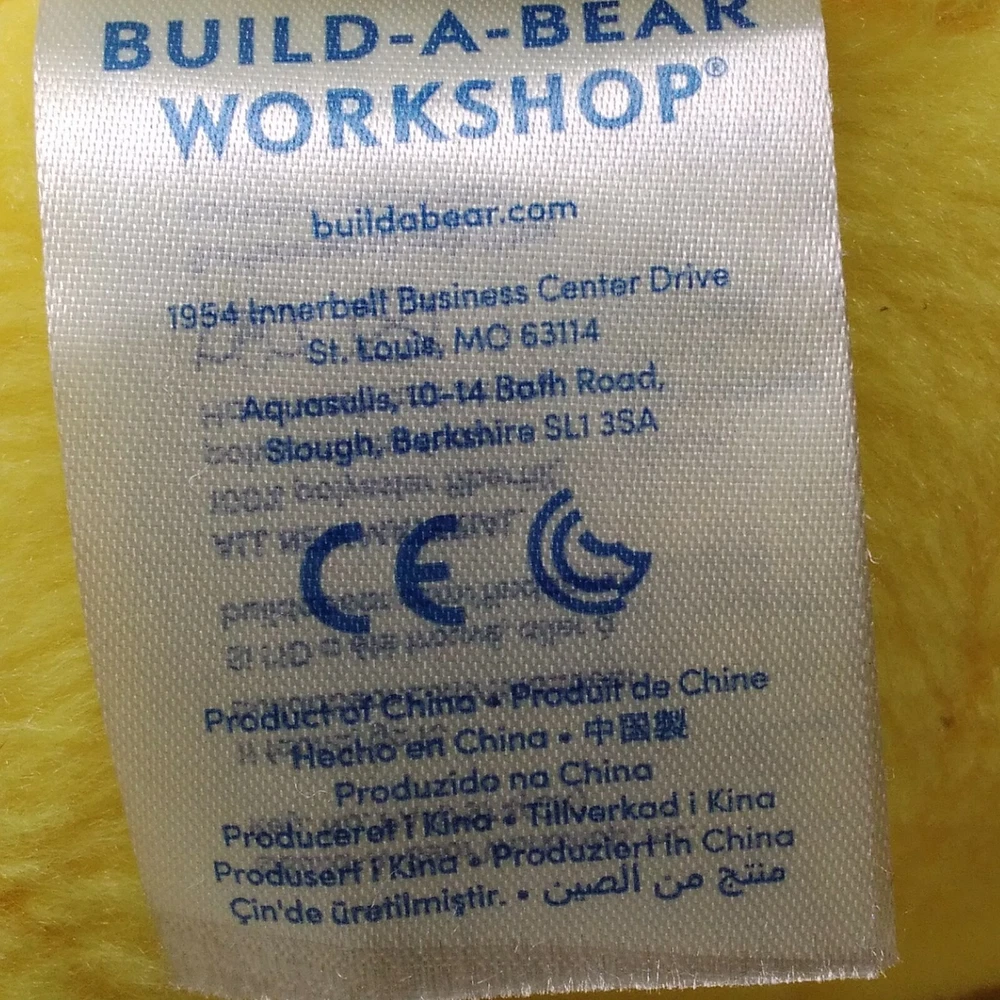 BUILD-A-BEAR
WORKSHOP®
buildabear.com
1954 Innerbelt Business Center Drive
St. Louis, MO 63114
Aquasulis, 10-14 Bath Road,
Slough, Berkshire SL1 3SA
CE
Product of China • Produit de Chine
Hecho en China • 中國製
Produzido na China
Produceret i Kina • Tillverkad i Kina
Produsert i Kina • Produziert in China
Çin'de üretilmiştir. • منتج من الصين